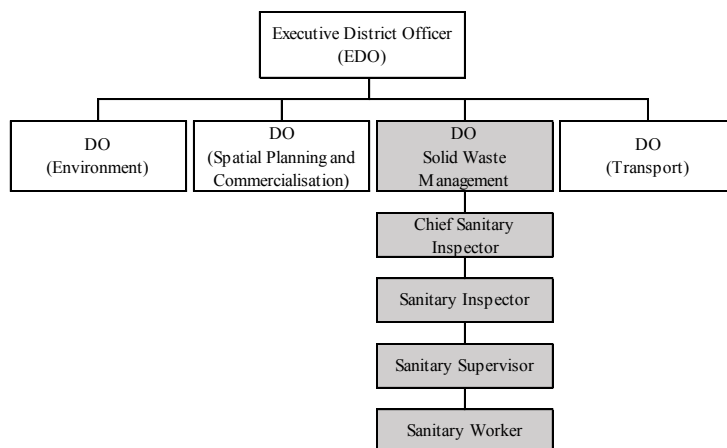 Executive District Officer
(EDO)
DO
(Environment)
DO
(Spatial Planning and
Commercialisation)
DO
Solid Waste
Management
DO
(Transport)
Chief Sanitary
Inspector
Sanitary Inspector
Sanitary Supervisor
Sanitary Worker